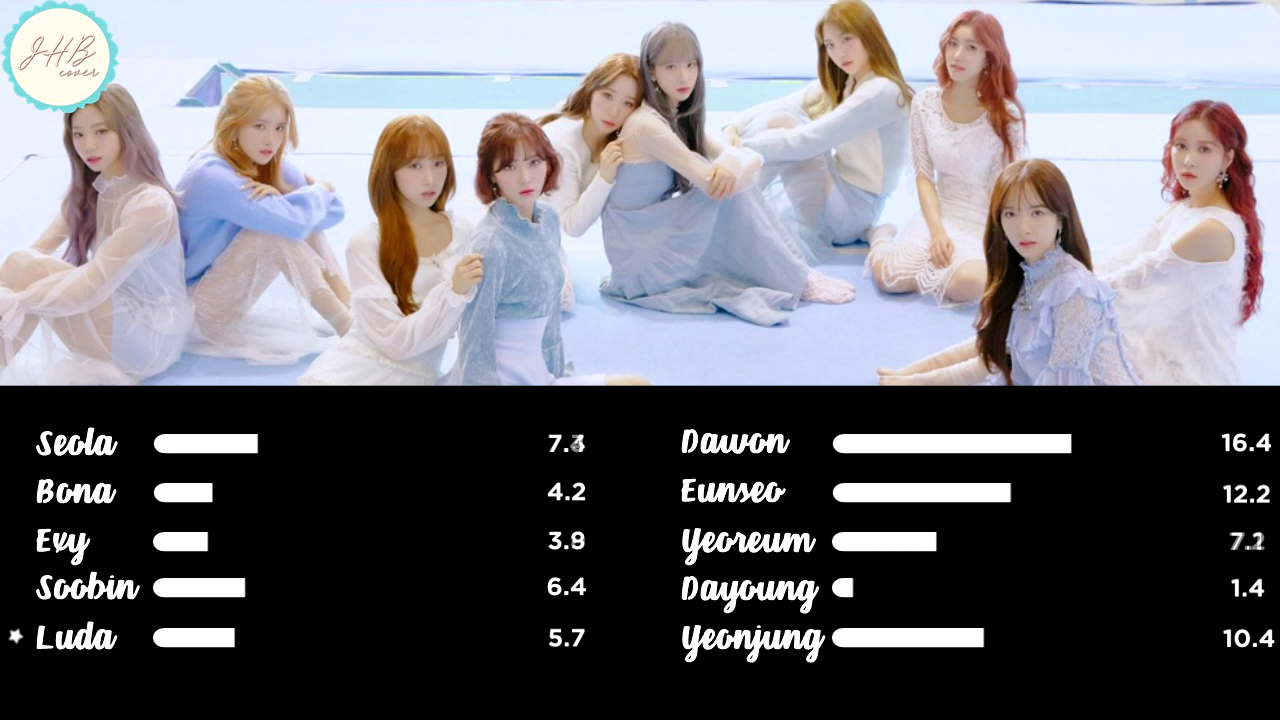 JHB
cover
Seola
Bona 4.2
Exy 3.9
Soobin 6.4
Luda 5.7
Dawon 16.4
Eunseo 12.2
Yeoreum
Dayoung 1.4
Yeonjung 10.4